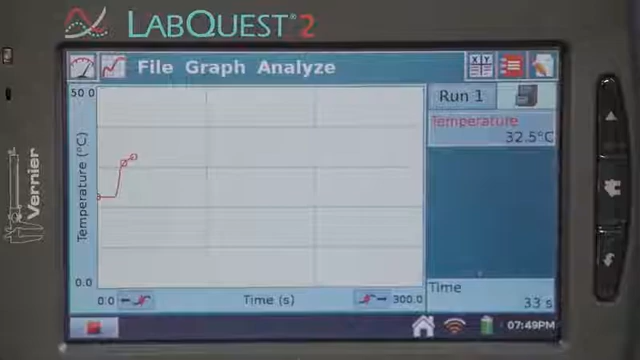 LABQUEST® 2
File Graph Analyze
X Y
Run 1
50.0
Temperature
32.5°C
Temperature (°C)
0.0
0.0
Time (s)
300.0
Time
33 s
07:49PM
Vernier